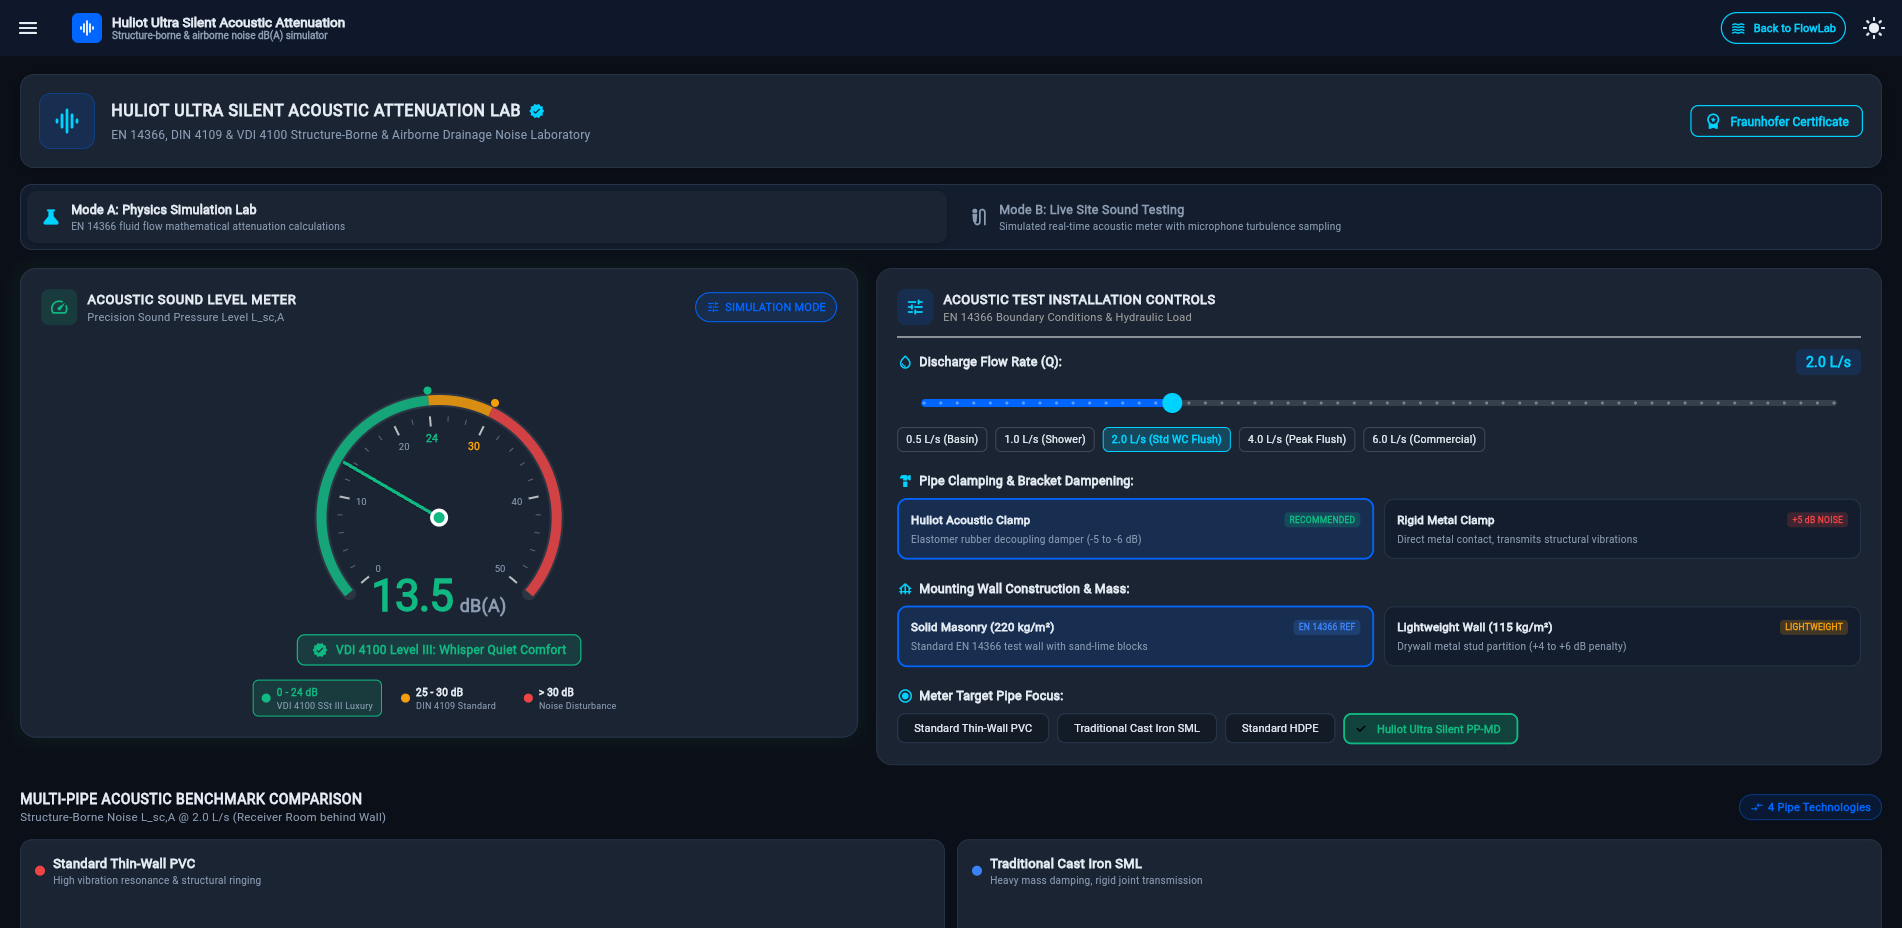 Huliot Ultra Silent Acoustic Attenuation
Structure-borne & airborne noise dB(A) simulator
Back to FlowLab
HULIOT ULTRA SILENT ACOUSTIC ATTENUATION LAB
EN 14366, DIN 4109 & VDI 4100 Structure-Borne & Airborne Drainage Noise Laboratory
Fraunhofer Certificate
Mode A: Physics Simulation Lab
EN 14366 fluid flow mathematical attenuation calculations
Mode B: Live Site Sound Testing
Simulated real-time acoustic meter with microphone turbulence sampling
ACOUSTIC SOUND LEVEL METER
Precision Sound Pressure Level L_sc,A
SIMULATION MODE
0
10
20
24
30
40
50
13.5 dB(A)
VDI 4100 Level III: Whisper Quiet Comfort
0 - 24 dB
VDI 4100 SSt III Luxury
25 - 30 dB
DIN 4109 Standard
> 30 dB
Noise Disturbance
ACOUSTIC TEST INSTALLATION CONTROLS
EN 14366 Boundary Conditions & Hydraulic Load
Discharge Flow Rate (Q):
2.0 L/s
0.5 L/s (Basin)
1.0 L/s (Shower)
2.0 L/s (Std WC Flush)
4.0 L/s (Peak Flush)
6.0 L/s (Commercial)
Pipe Clamping & Bracket Dampening:
Huliot Acoustic Clamp
RECOMMENDED
Elastomer rubber decoupling damper (-5 to -6 dB)
Rigid Metal Clamp
+5 dB NOISE
Direct metal contact, transmits structural vibrations
Mounting Wall Construction & Mass:
Solid Masonry (220 kg/m²)
EN 14366 REF
Standard EN 14366 test wall with sand-lime blocks
Lightweight Wall (115 kg/m²)
LIGHTWEIGHT
Drywall metal stud partition (+4 to +6 dB penalty)
Meter Target Pipe Focus:
Standard Thin-Wall PVC
Traditional Cast Iron SML
Standard HDPE
Huliot Ultra Silent PP-MD
MULTI-PIPE ACOUSTIC BENCHMARK COMPARISON
Structure-Borne Noise L_sc,A @ 2.0 L/s (Receiver Room behind Wall)
4 Pipe Technologies
Standard Thin-Wall PVC
High vibration resonance & structural ringing
Traditional Cast Iron SML
Heavy mass damping, rigid joint transmission